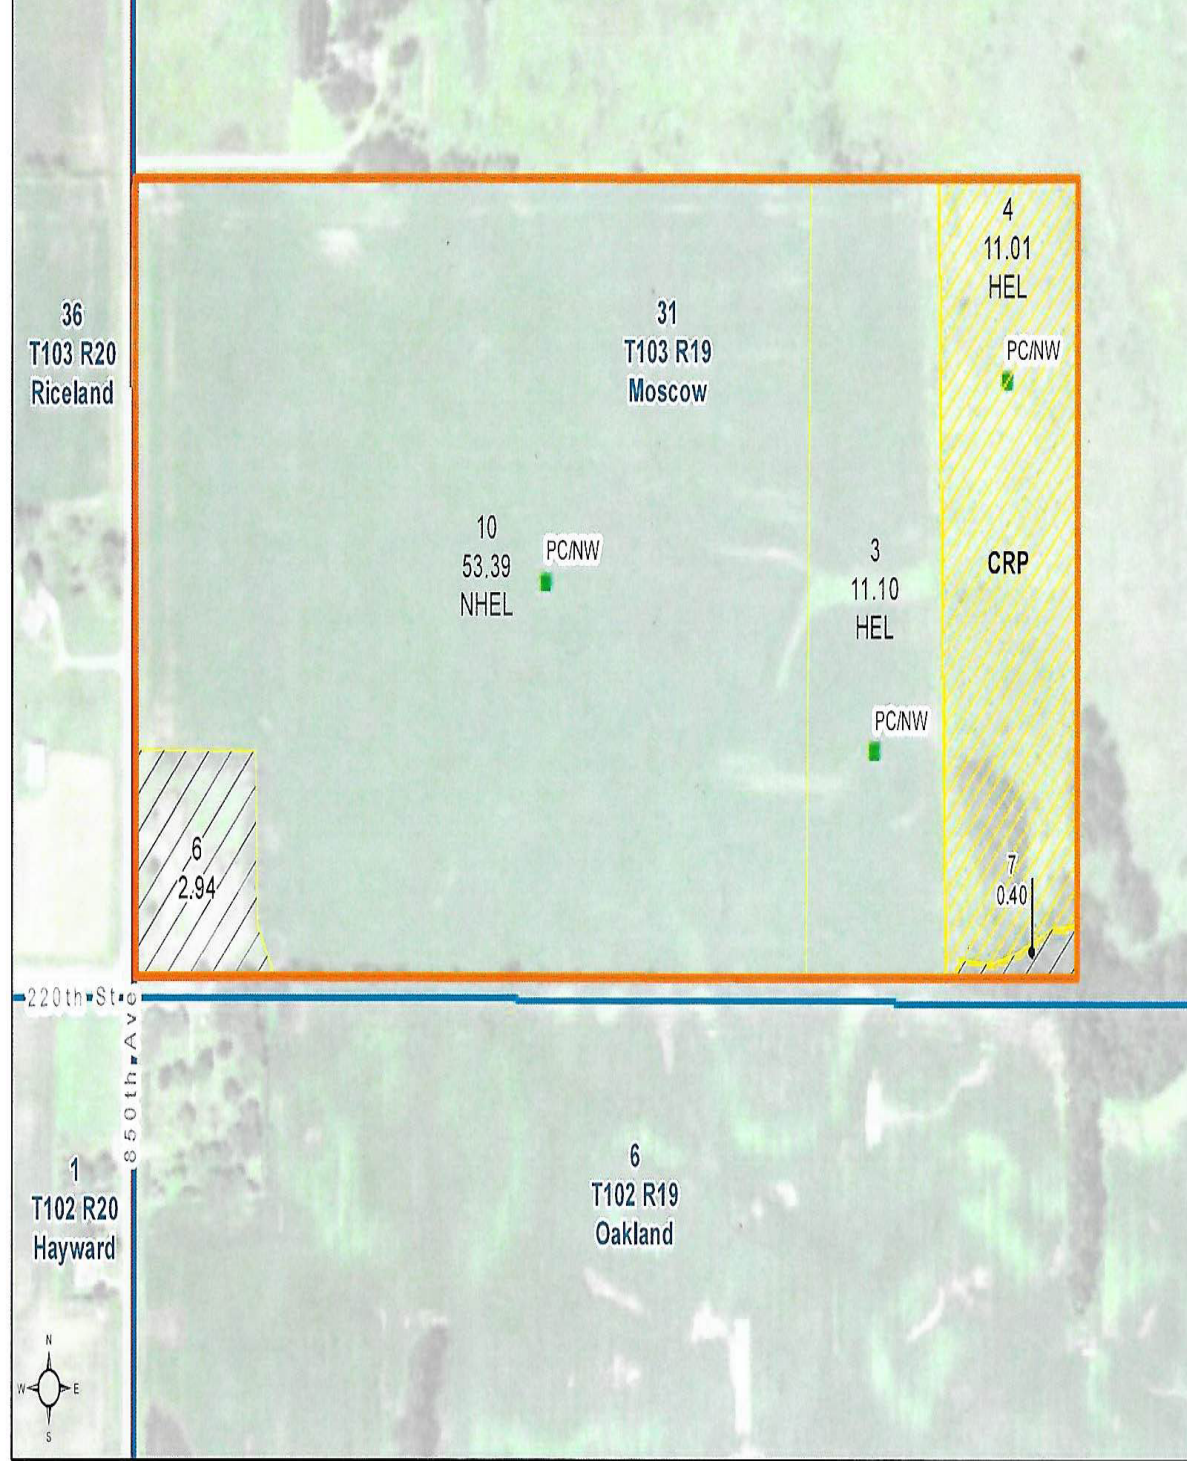 4
11.01
HEL
36
T103 R20
Riceland
31
T103 R19
Moscow
PC/NW
10
53.39
NHEL
PC/NW
3
11.10
HEL
CRP
PC/NW
6
2.94
7
0.40
220th St
850th Ave
1
T102 R20
Hayward
6
T102 R19
Oakland
N
W E
S